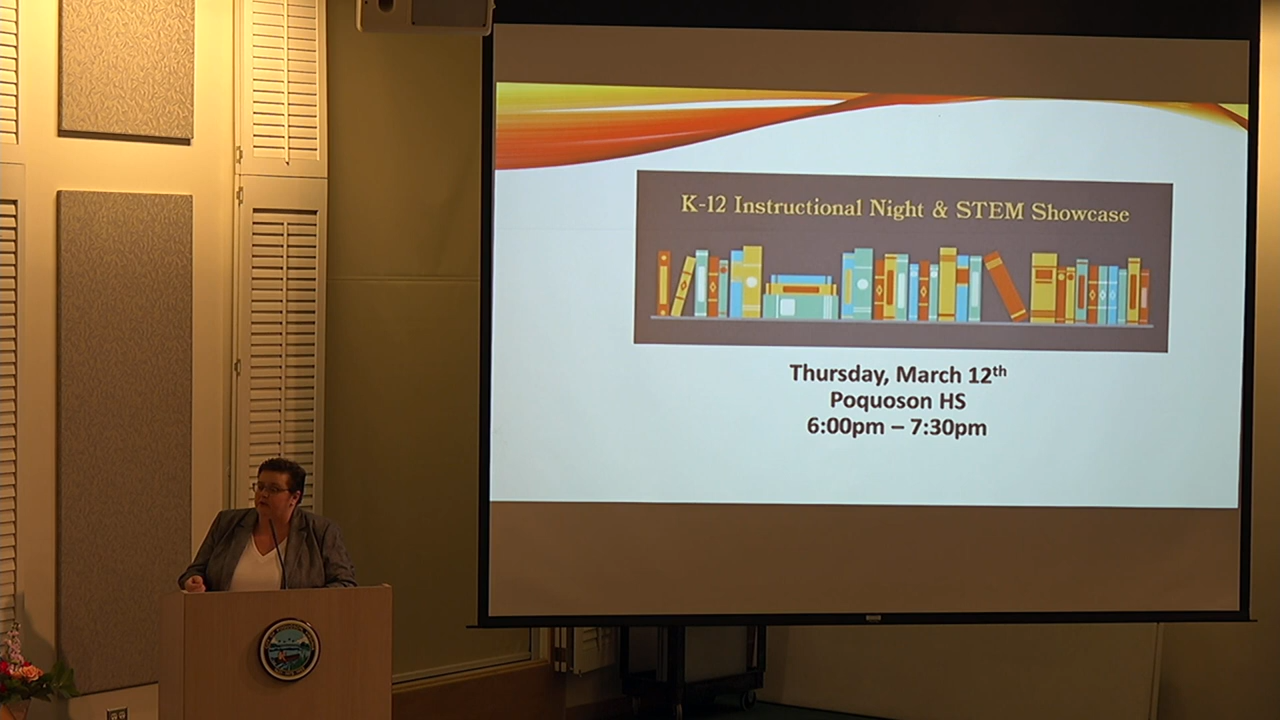 K-12 Instructional Night & STEM Showcase
Thursday, March 12th
Poquoson HS
6:00pm – 7:30pm